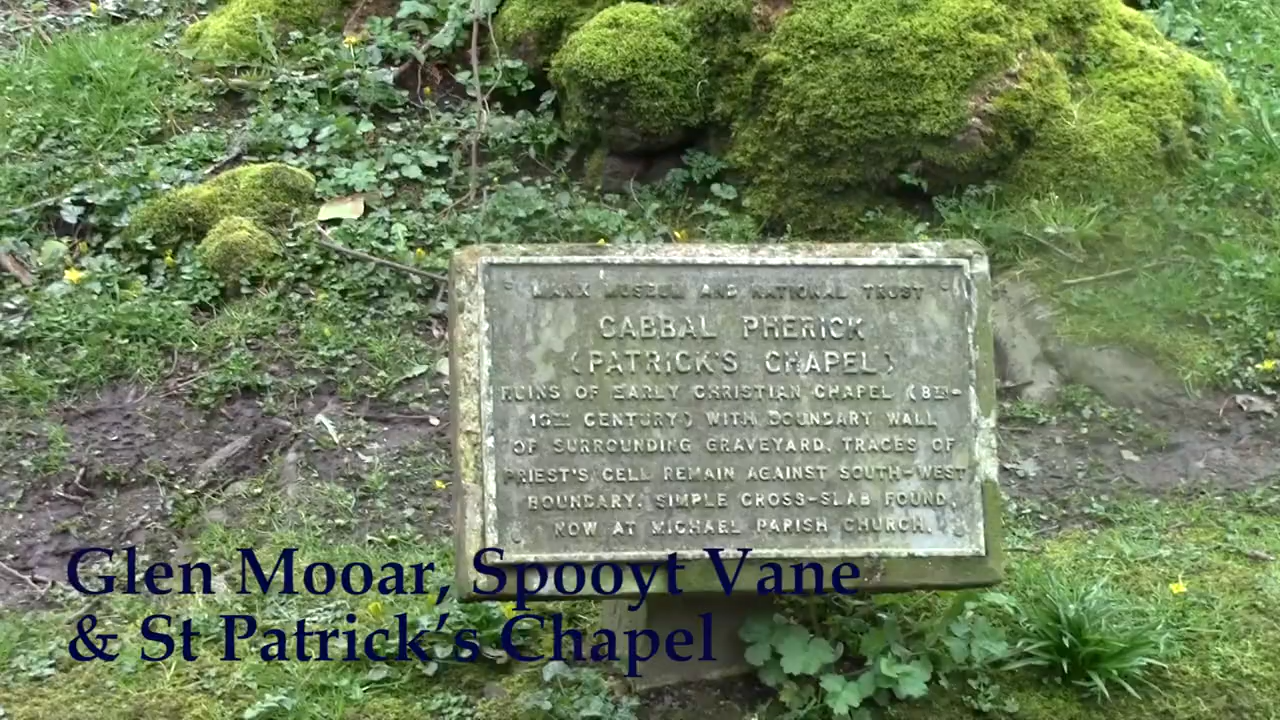 MANX MUSEUM AND NATIONAL TRUST
CABBAL PHERICK
(PATRICK'S CHAPEL)
RUINS OF EARLY CHRISTIAN CHAPEL (8TH-
10TH CENTURY) WITH BOUNDARY WALL
OF SURROUNDING GRAVEYARD. TRACES OF
PRIEST'S CELL REMAIN AGAINST SOUTH-WEST
BOUNDARY. SIMPLE CROSS-SLAB FOUND,
NOW AT MICHAEL PARISH CHURCH.
Glen Mooar, Spooyt Vane
& St Patrick's Chapel